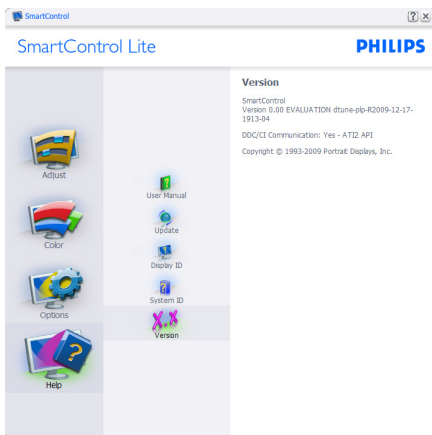 SmartControl
SmartControl Lite
PHILIPS
Adjust
Color
Options
Help
User Manual
Update
Display ID
System ID
X.X
Version
Version
SmartControl
Version 0.00 EVALUATION dtune-plp-R2009-12-17-
1913-04
DDC/CI Communication: Yes - ATI2 API
Copyright © 1993-2009 Portrait Displays, Inc.